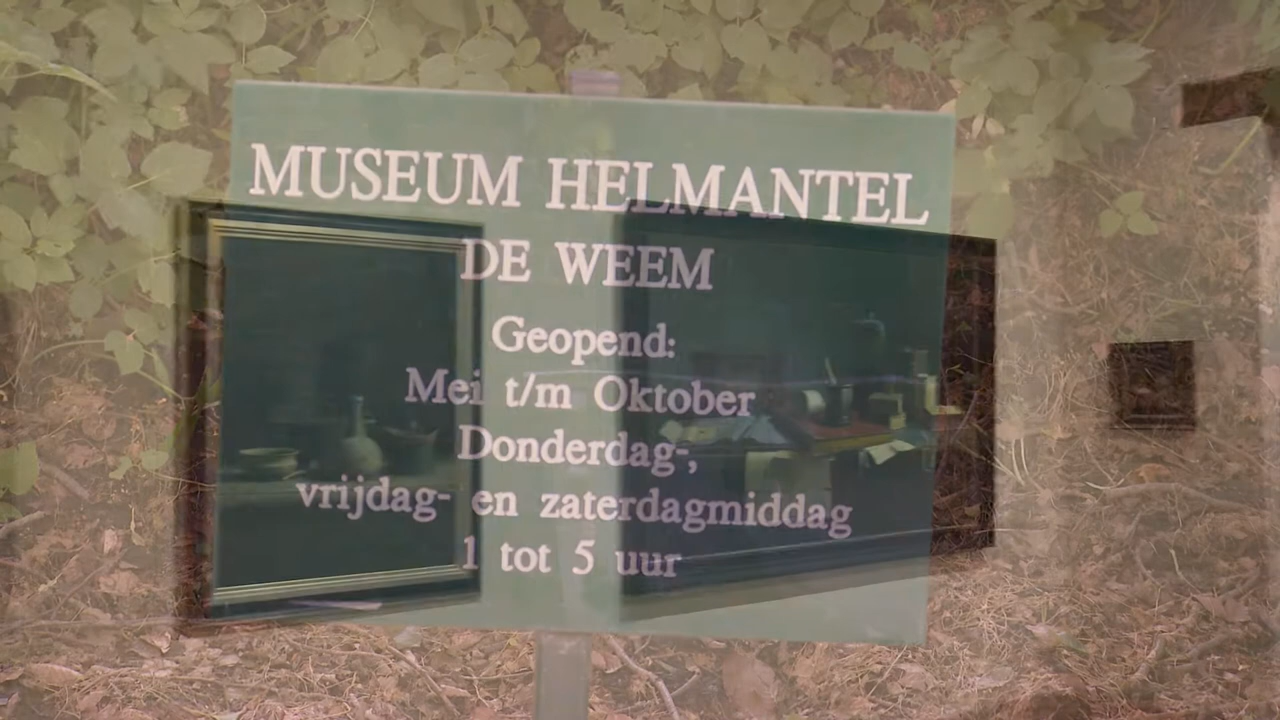 MUSEUM HELMANTEL
DE WEEM
Geopend:
Mei t/m Oktober
Donderdag-,
vrijdag- en zaterdagmiddag
1 tot 5 uur